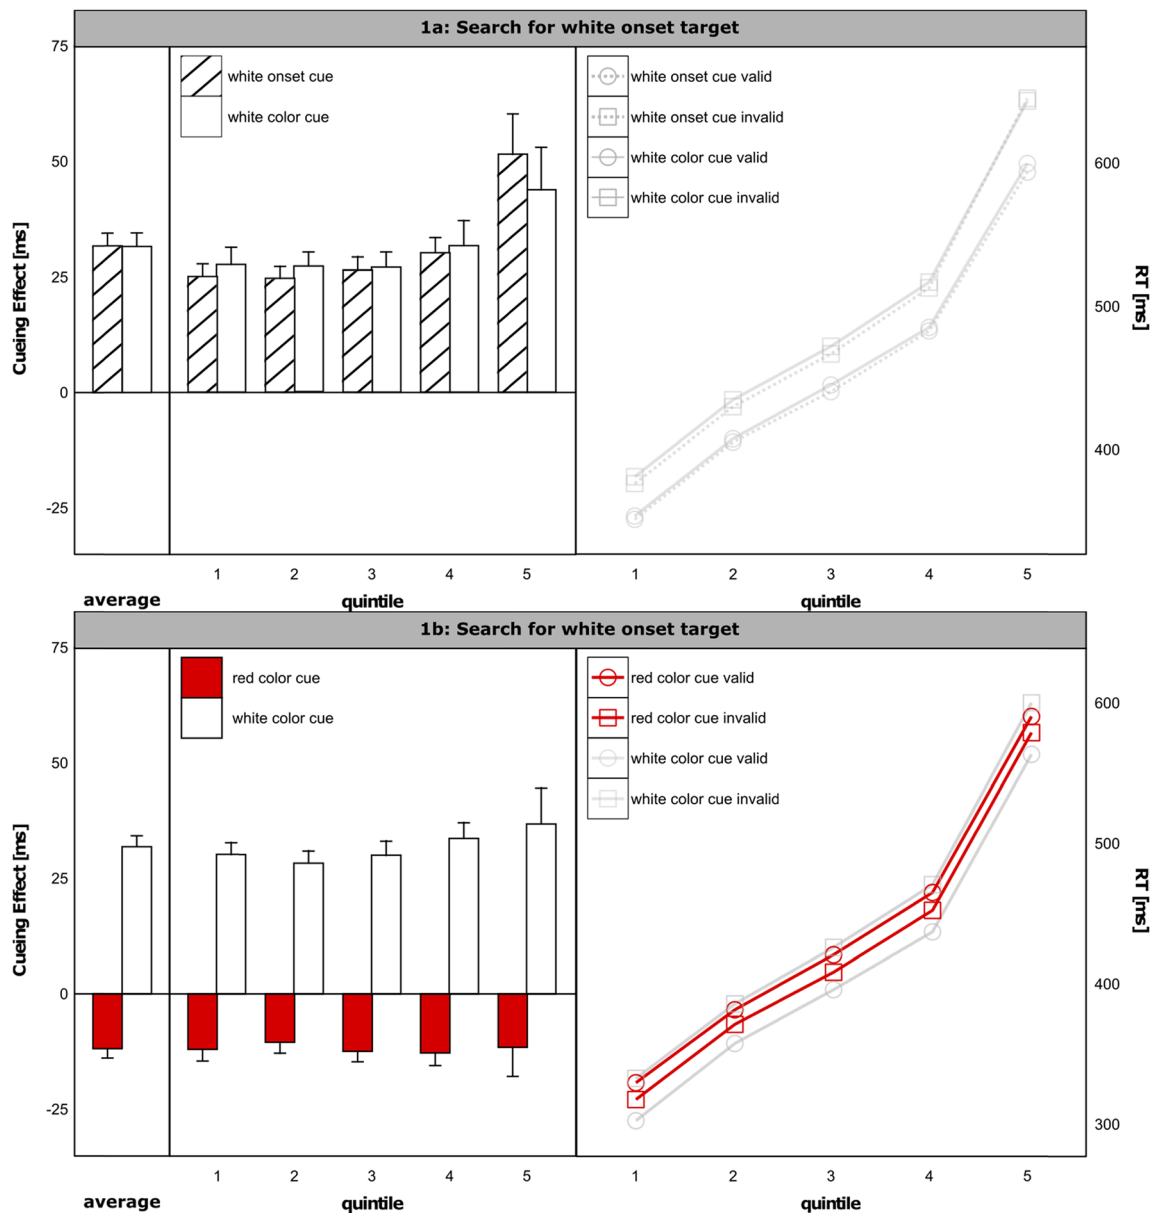 1a: Search for white onset target
75
50
25
0
-25
Cueing Effect [ms]
white onset cue
white color cue
white onset cue valid
white onset cue invalid
white color cue valid
white color cue invalid
600
500
400
RT [ms]
1 2 3 4 5
1 2 3 4 5
average quintile quintile
1b: Search for white onset target
75
50
25
0
-25
Cueing Effect [ms]
red color cue
white color cue
red color cue valid
red color cue invalid
white color cue valid
white color cue invalid
600
500
400
300
RT [ms]
1 2 3 4 5
1 2 3 4 5
average quintile quintile